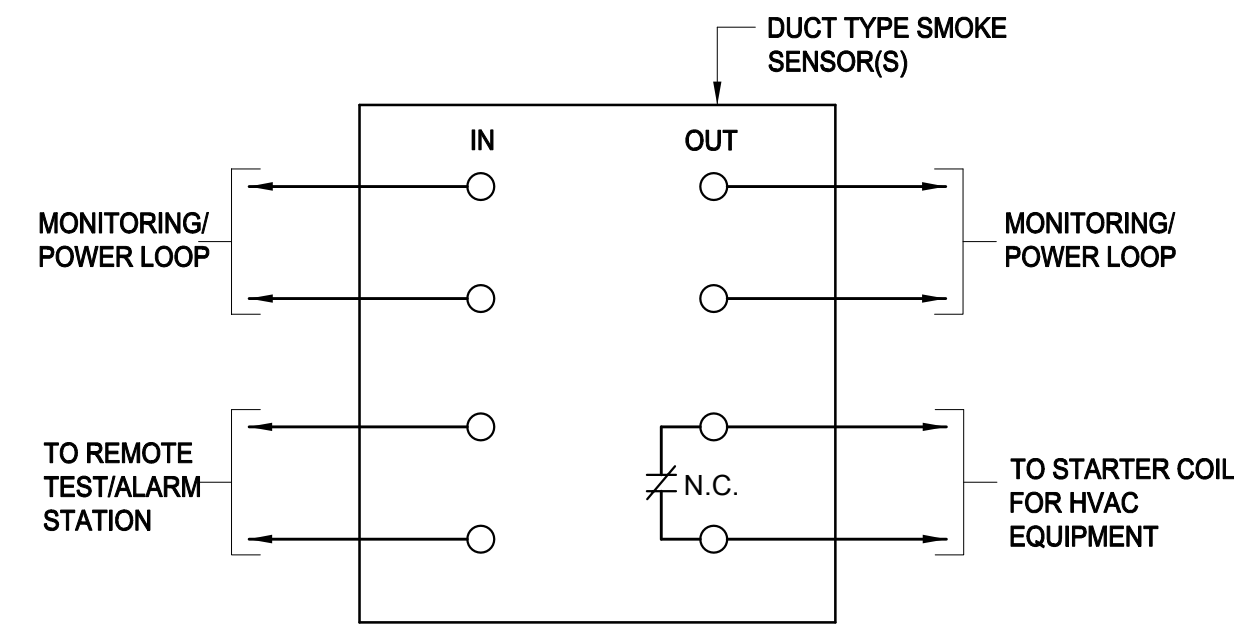 DUCT TYPE SMOKE
SENSOR(S)
IN
OUT
MONITORING/
POWER LOOP
MONITORING/
POWER LOOP
TO REMOTE
TEST/ALARM
STATION
N.C.
TO STARTER COIL
FOR HVAC
EQUIPMENT